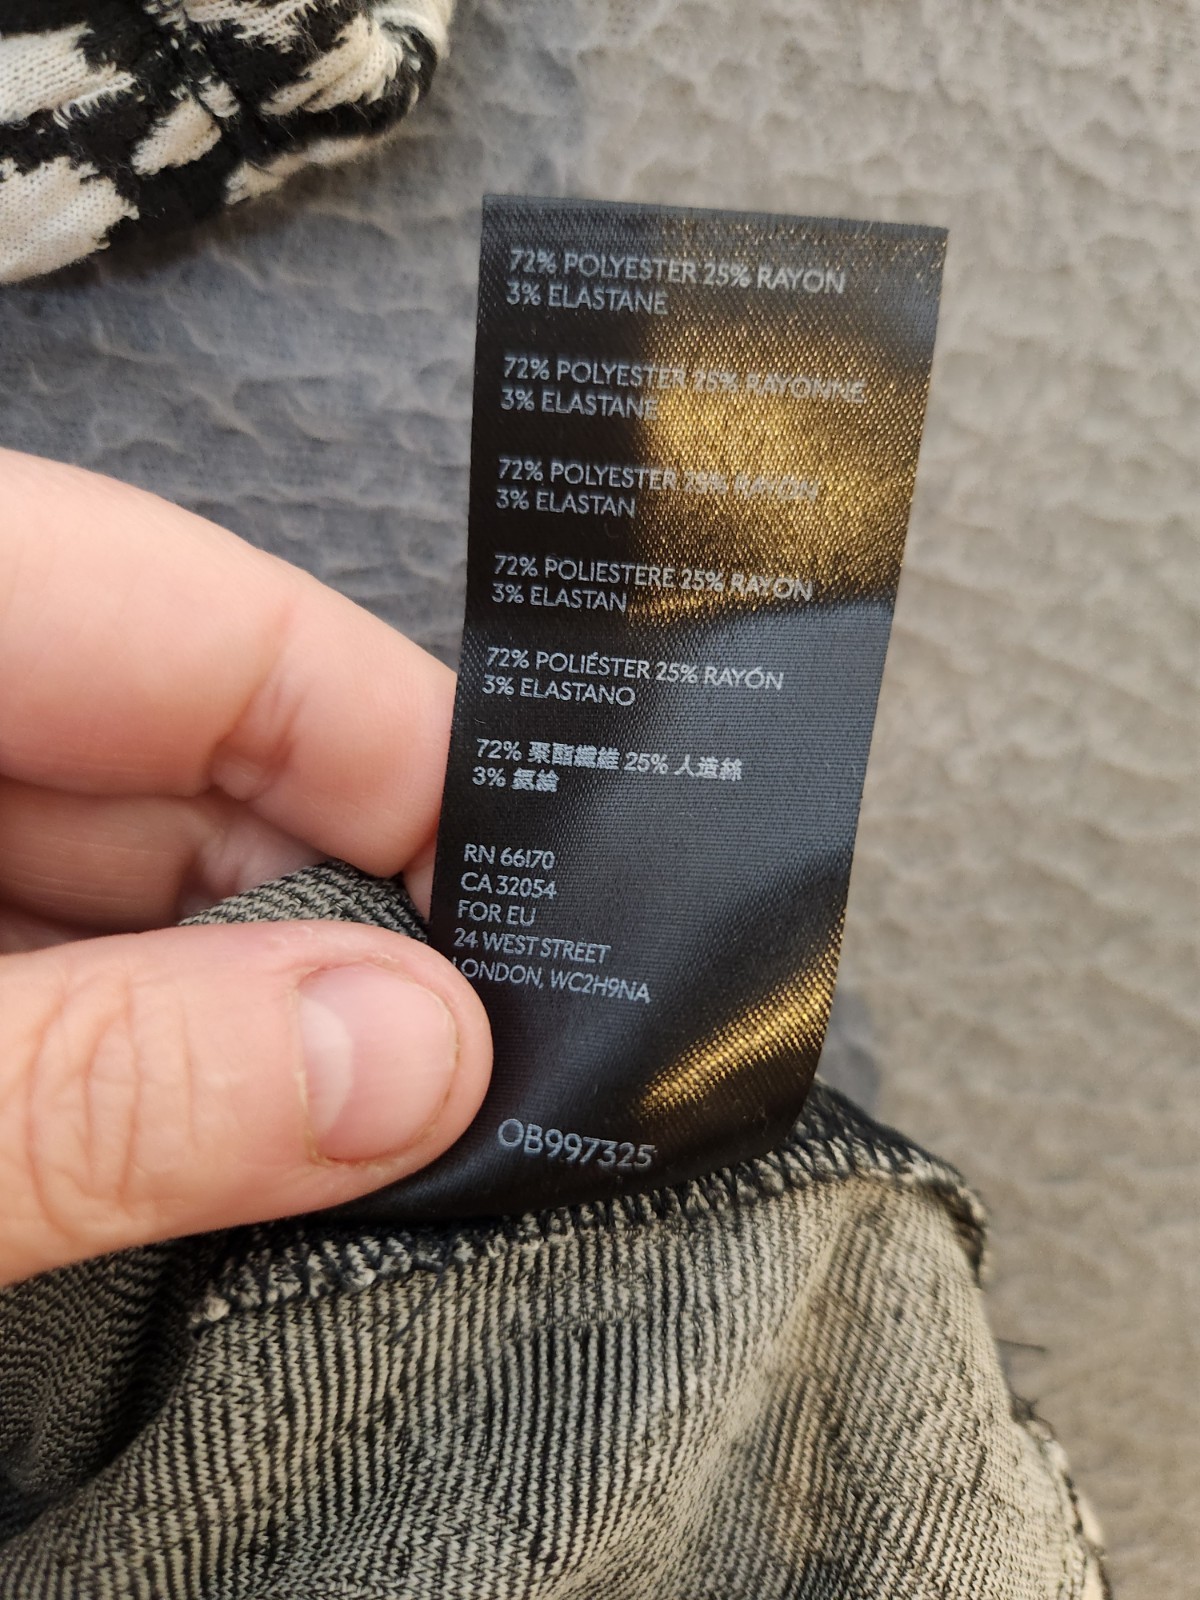 72% POLYESTER 25% RAYON
3% ELASTANE
72% POLYESTER 25% RAYONNE
3% ELASTANE
72% POLYESTER 25% RAYON
3% ELASTAN
72% POLIESTERE 25% RAYON
3% ELASTAN
72% POLIÉSTER 25% RAYÓN
3% ELASTANO
72% 聚酯纖維 25% 人造絲
3% 氨綸
RN 66170
CA 32054
FOR EU
24 WEST STREET
LONDON, WC2H9NA
OB997325